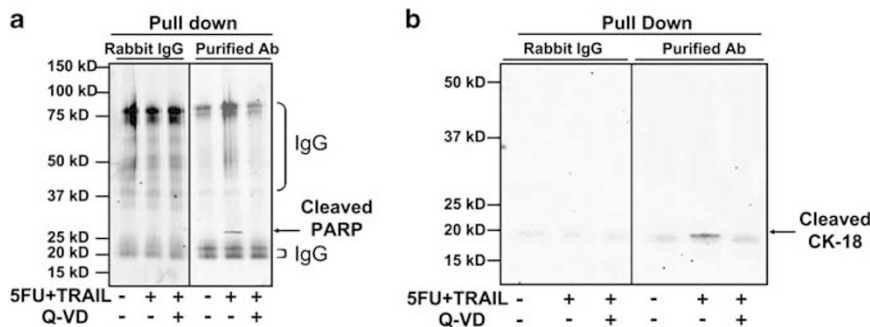 a
Pull down
Rabbit IgG Purified Ab
150 kD
100 kD
75 kD
50 kD
37 kD
25 kD
20 kD
15 kD
IgG
Cleaved
PARP
IgG
5FU+TRAIL - + + - + +
Q-VD + +
b
Pull Down
Rabbit IgG Purified Ab
50 kD
37 kD
25 kD
20 kD
15 kD
Cleaved
CK-18
5FU+TRAIL - + + - + +
Q-VD + +